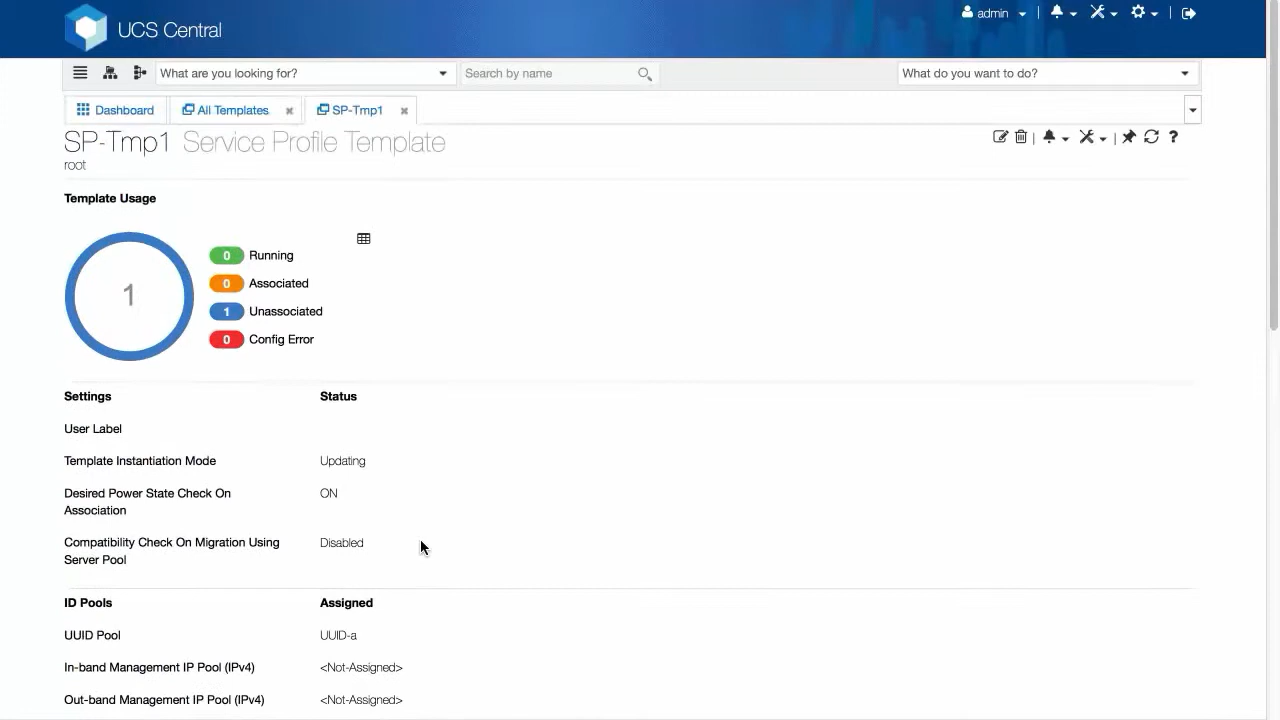 UCS Central
admin
What are you looking for?
Search by name
What do you want to do?
Dashboard
All Templates
SP-Tmp1
SP-Tmp1 Service Profile Template
root
Template Usage
1
0 Running
0 Associated
1 Unassociated
0 Config Error
Settings Status
User Label
Template Instantiation Mode Updating
Desired Power State Check On ON
Association
Compatibility Check On Migration Using Disabled
Server Pool
ID Pools Assigned
UUID Pool UUID-a
In-band Management IP Pool (IPv4) <Not-Assigned>
Out-band Management IP Pool (IPv4) <Not-Assigned>